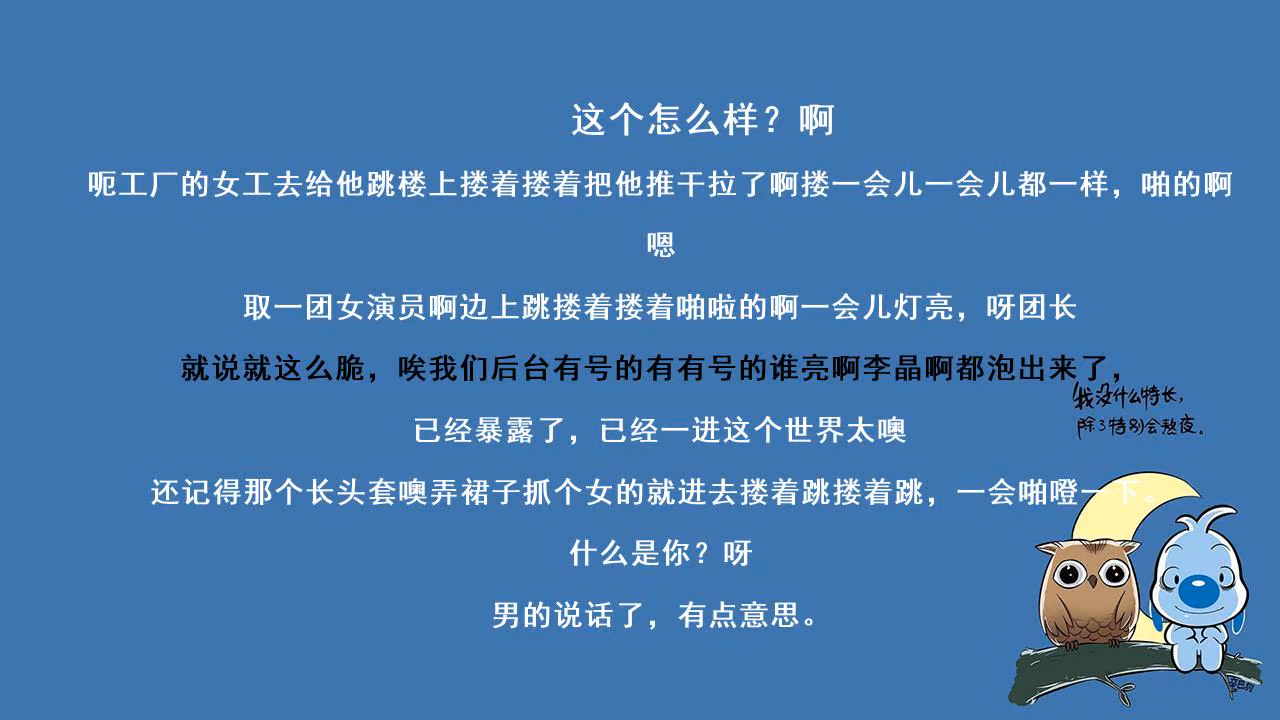 这个怎么样？啊
呃工厂的女工去给他跳楼上搂着搂着把他推干拉了啊搂一会儿一会儿都一样，啪的啊
嗯
取一团女演员啊边上跳搂着搂着啪啦的啊一会儿灯亮，呀团长
就说就这么脆，唉我们后台有号的有有号的谁亮啊李晶啊都泡出来了，
我没什么特长，
除了特别会熬夜。
已经暴露了，已经一进这个世界太噢
还记得那个长头套噢弄裙子抓个女的就进去搂着跳搂着跳，一会啪噔一下。
什么是你？呀
男的说话了，有点意思。